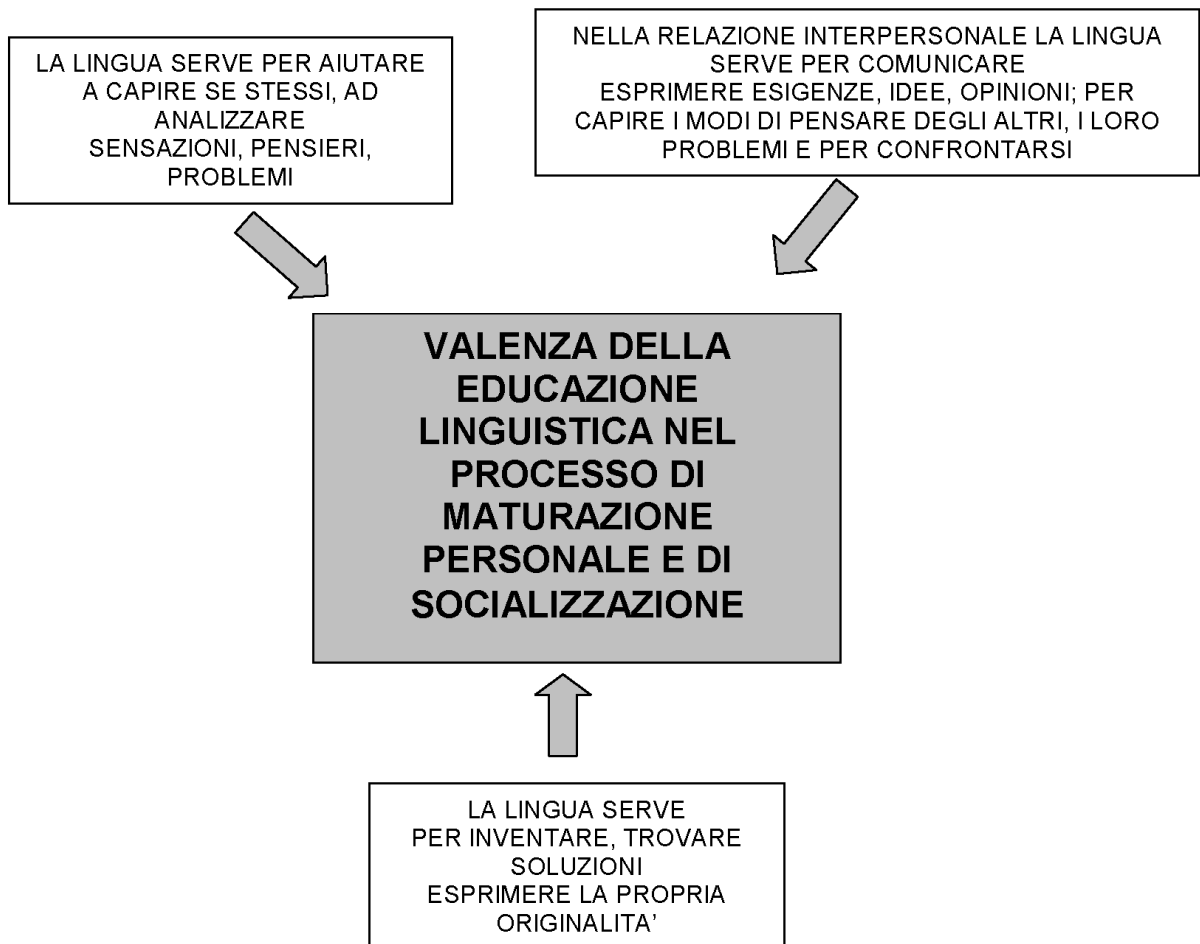 LA LINGUA SERVE PER AIUTARE
A CAPIRE SE STESSI, AD
ANALIZZARE
SENSAZIONI, PENSIERI,
PROBLEMI
NELLA RELAZIONE INTERPERSONALE LA LINGUA
SERVE PER COMUNICARE
ESPRIMERE ESIGENZE, IDEE, OPINIONI; PER
CAPIRE I MODI DI PENSARE DEGLI ALTRI, I LORO
PROBLEMI E PER CONFRONTARSI
VALENZA DELLA
EDUCAZIONE
LINGUISTICA NEL
PROCESSO DI
MATURAZIONE
PERSONALE E DI
SOCIALIZZAZIONE
LA LINGUA SERVE
PER INVENTARE, TROVARE
SOLUZIONI
ESPRIMERE LA PROPRIA
ORIGINALITA’